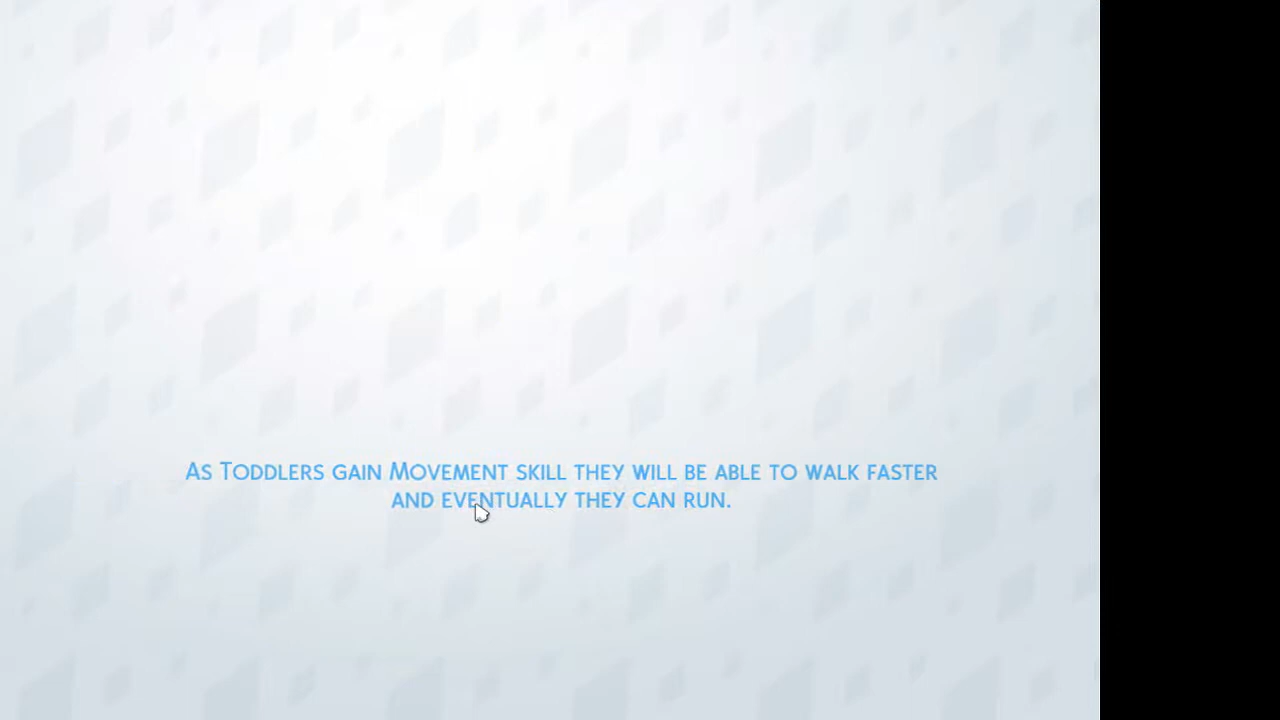 As Toddlers gain Movement skill they will be able to walk faster
and eventually they can run.